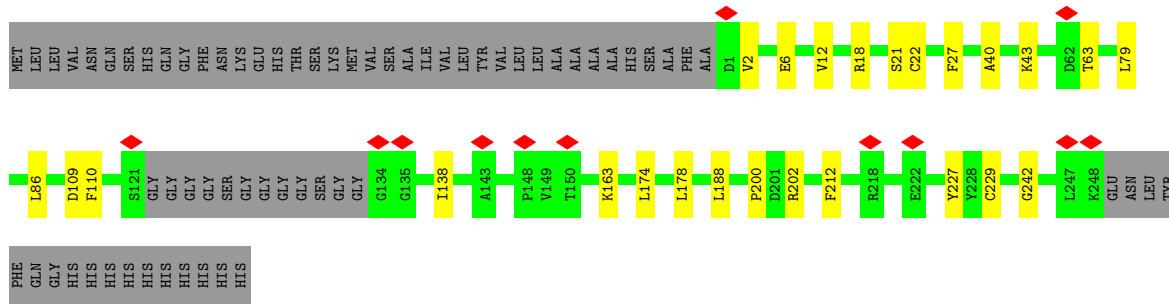 MET LEU LEU VAL ASN GLN SER HIS GLN GLY PHE ASN LYS GLU HIS THR SER LYS MET VAL SER ALA ILE VAL LEU TYR VAL LEU LEU ALA ALA ALA ALA HIS SER ALA PHE ALA D1 V2 E6 V12 R18 S21 C22 F27 A40 K43 D62 T63 L79
L86 D109 F110 S121 GLY GLY GLY GLY SER GLY GLY GLY GLY SER GLY GLY G134 G135 I138 A143 P148 V149 T150 K163 L174 L178 L188 P200 D201 R202 F212 R218 E222 Y227 Y228 C229 G242 L247 K248 GLU ASN LEU TYR
PHE GLN GLY HIS HIS HIS HIS HIS HIS HIS HIS HIS HIS